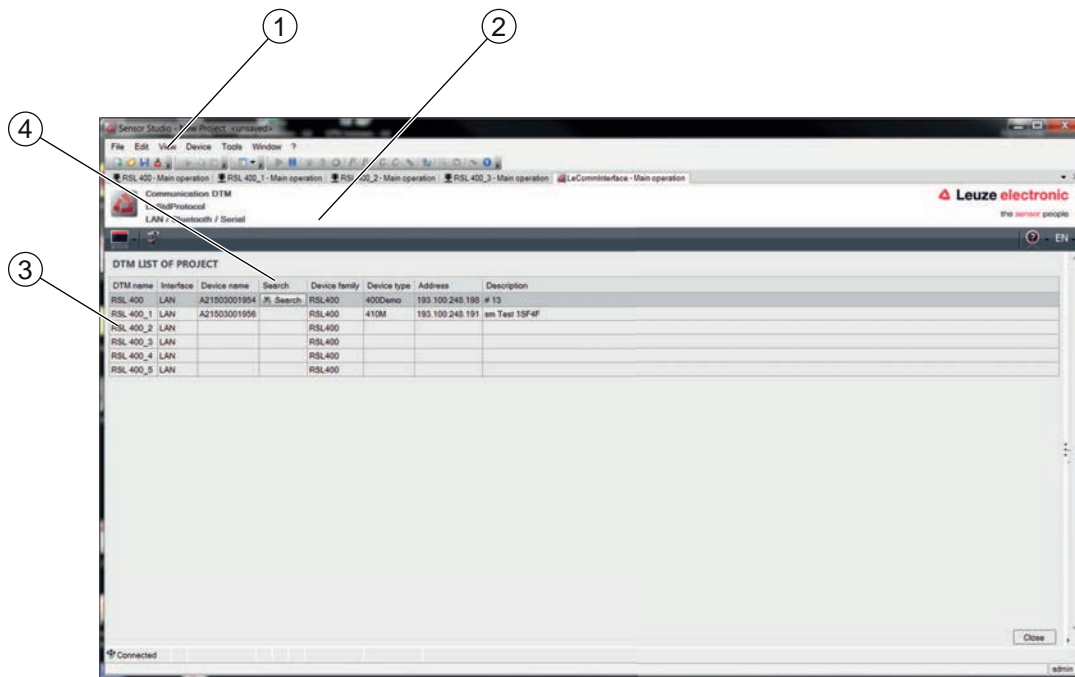 1
2
4
3
Sensor Studio - New Project <unsaved>
File Edit View Device Tools Window ?
RSL 400 - Main operation RSL 400_1 - Main operation RSL 400_2 - Main operation RSL 400_3 - Main operation LeCommInterface - Main operation
Communication DTM
LeStdProtocol
LAN / Bluetooth / Serial
Leuze electronic
the sensor people
EN
DTM LIST OF PROJECT
DTM name Interface Device name Search Device family Device type Address Description
RSL 400 LAN A21503001954 Search RSL400 400Demo 193.100.248.198 # 13
RSL 400_1 LAN A21503001956 RSL400 410M 193.100.248.191 sm Test 1SF4F
RSL 400_2 LAN RSL400
RSL 400_3 LAN RSL400
RSL 400_4 LAN RSL400
RSL 400_5 LAN RSL400
Close
Connected
admin